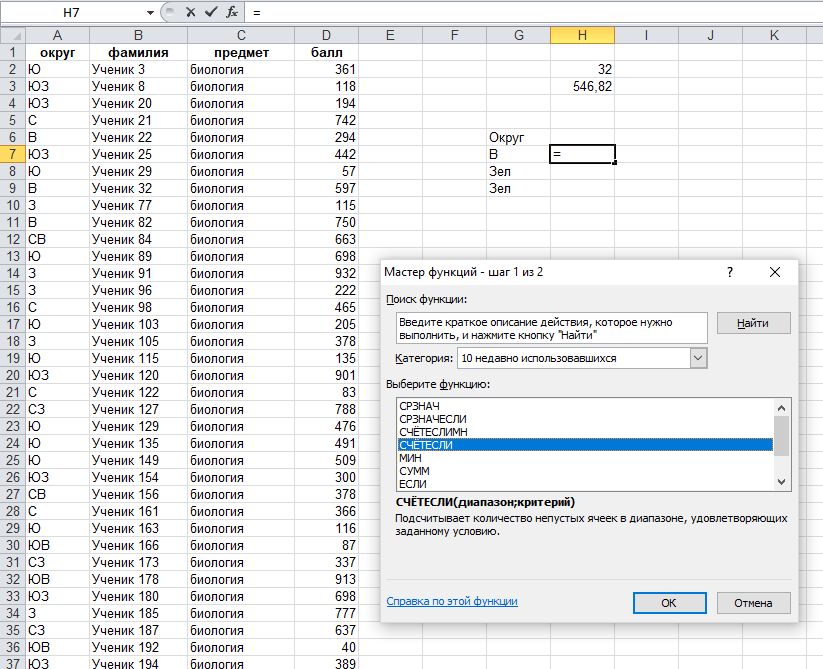 H7 fx =
A B C D E F G H I J K
1 округ фамилия предмет балл
2 Ю Ученик 3 биология 361 32
3 ЮЗ Ученик 8 биология 118 546,82
4 ЮЗ Ученик 20 биология 194
5 С Ученик 21 биология 742
6 В Ученик 22 биология 294 Округ
7 ЮЗ Ученик 25 биология 442 В =
8 Ю Ученик 29 биология 57 Зел
9 В Ученик 32 биология 597 Зел
10 З Ученик 77 биология 115
11 В Ученик 82 биология 750
12 СВ Ученик 84 биология 663
13 Ю Ученик 89 биология 698
14 З Ученик 91 биология 932
15 З Ученик 96 биология 222
16 С Ученик 98 биология 465
17 Ю Ученик 103 биология 205
18 З Ученик 105 биология 378
19 Ю Ученик 115 биология 135
20 ЮЗ Ученик 120 биология 901
21 С Ученик 122 биология 83
22 СЗ Ученик 127 биология 788
23 Ю Ученик 129 биология 476
24 Ю Ученик 135 биология 491
25 Ю Ученик 149 биология 509
26 ЮЗ Ученик 154 биология 300
27 СВ Ученик 156 биология 378
28 С Ученик 161 биология 366
29 Ю Ученик 163 биология 116
30 ЮВ Ученик 166 биология 87
31 СЗ Ученик 173 биология 337
32 ЮВ Ученик 178 биология 913
33 ЮЗ Ученик 180 биология 698
34 З Ученик 185 биология 777
35 СЗ Ученик 187 биология 637
36 ЮВ Ученик 192 биология 40
37 ЮЗ Ученик 194 биология 389
Мастер функций - шаг 1 из 2 ?
Поиск функции:
Введите краткое описание действия, которое нужно
выполнить, и нажмите кнопку "Найти"
Найти
Категория: 10 недавно использовавшихся
Выберите функцию:
СРЗНАЧ
СРЗНАЧЕСЛИ
СЧЁТЕСЛИМН
СЧЁТЕСЛИ
МИН
СУММ
ЕСЛИ
СЧЁТЕСЛИ(диапазон;критерий)
Подсчитывает количество непустых ячеек в диапазоне, удовлетворяющих
заданному условию.
Справка по этой функции ОК Отмена